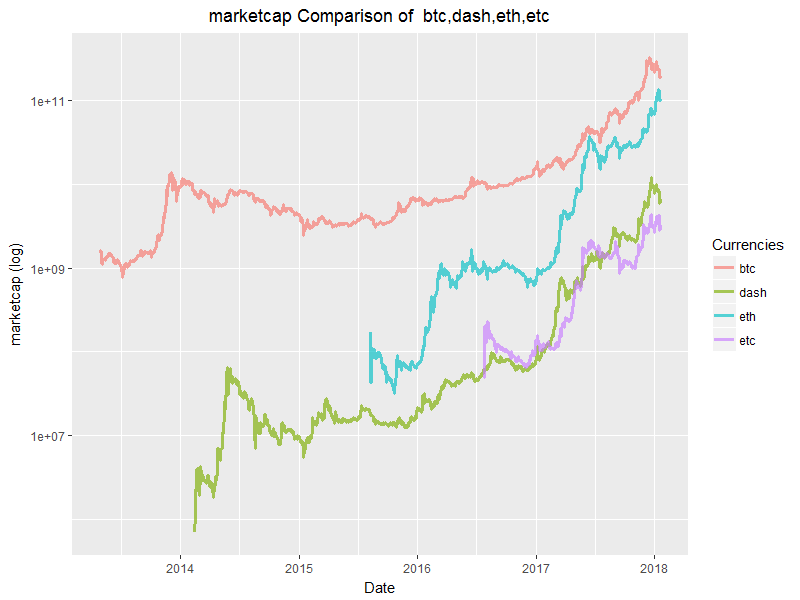 marketcap Comparison of  btc,dash,eth,etc
marketcap (log)
1e+11
1e+09
1e+07
2014 2015 2016 2017 2018
Date
Currencies
btc
dash
eth
etc